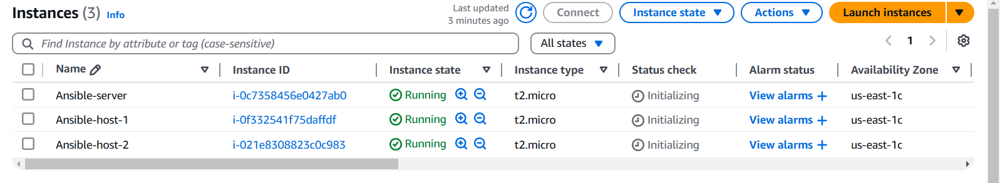 Instances (3) Info
Last updated
3 minutes ago
Connect
Instance state
Actions
Launch instances
Find Instance by attribute or tag (case-sensitive)
All states
1
Name Instance ID Instance state Instance type Status check Alarm status Availability Zone
Ansible-server i-0c7358456e0427ab0 Running t2.micro Initializing View alarms + us-east-1c
Ansible-host-1 i-0f332541f75daffdf Running t2.micro Initializing View alarms + us-east-1c
Ansible-host-2 i-021e8308823c0c983 Running t2.micro Initializing View alarms + us-east-1c